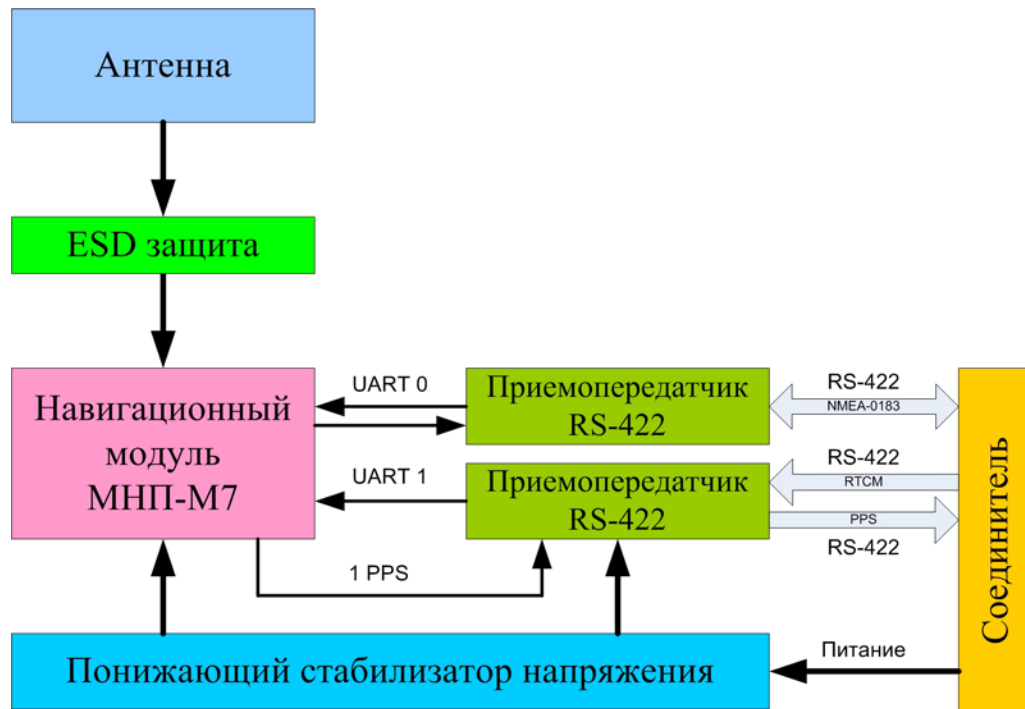 Антенна
ESD защита
Навигационный
модуль
МНП-М7
UART 0
UART 1
1 PPS
Приемопередатчик
RS-422
Приемопередатчик
RS-422
RS-422
NMEA-0183
RS-422
RTCM
PPS
RS-422
Соединитель
Питание
Понижающий стабилизатор напряжения